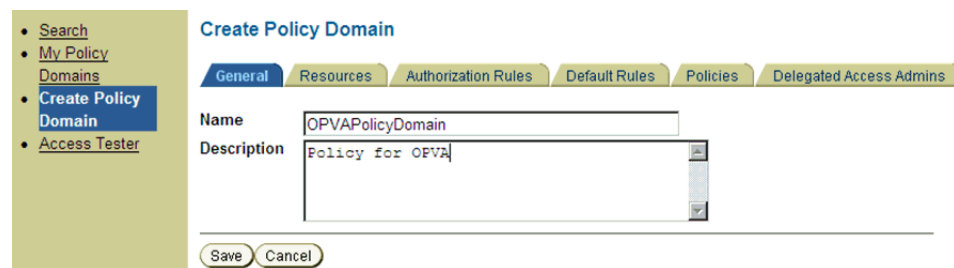 Search
My Policy
Domains
Create Policy
Domain
Access Tester
Create Policy Domain
General Resources Authorization Rules Default Rules Policies Delegated Access Admins
Name OPVAPolicyDomain
Description Policy for OPVA
Save Cancel